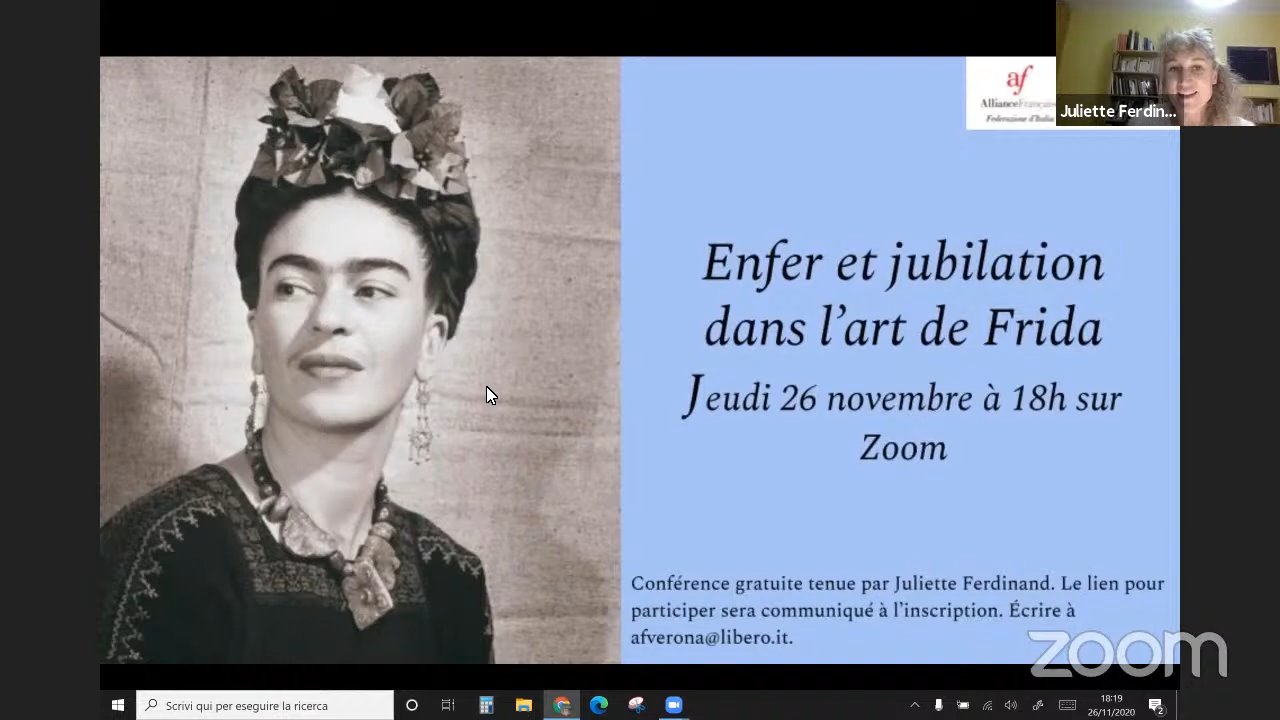 af
AllianceFrançaise
Federazione d'Italia
Juliette Ferdin...
Enfer et jubilation
dans l'art de Frida
Jeudi 26 novembre à 18h sur
Zoom
Conférence gratuite tenue par Juliette Ferdinand. Le lien pour
participer sera communiqué à l'inscription. Écrire à
afverona@libero.it.
zoom
Scrivi qui per eseguire la ricerca
18:19
26/11/2020
2